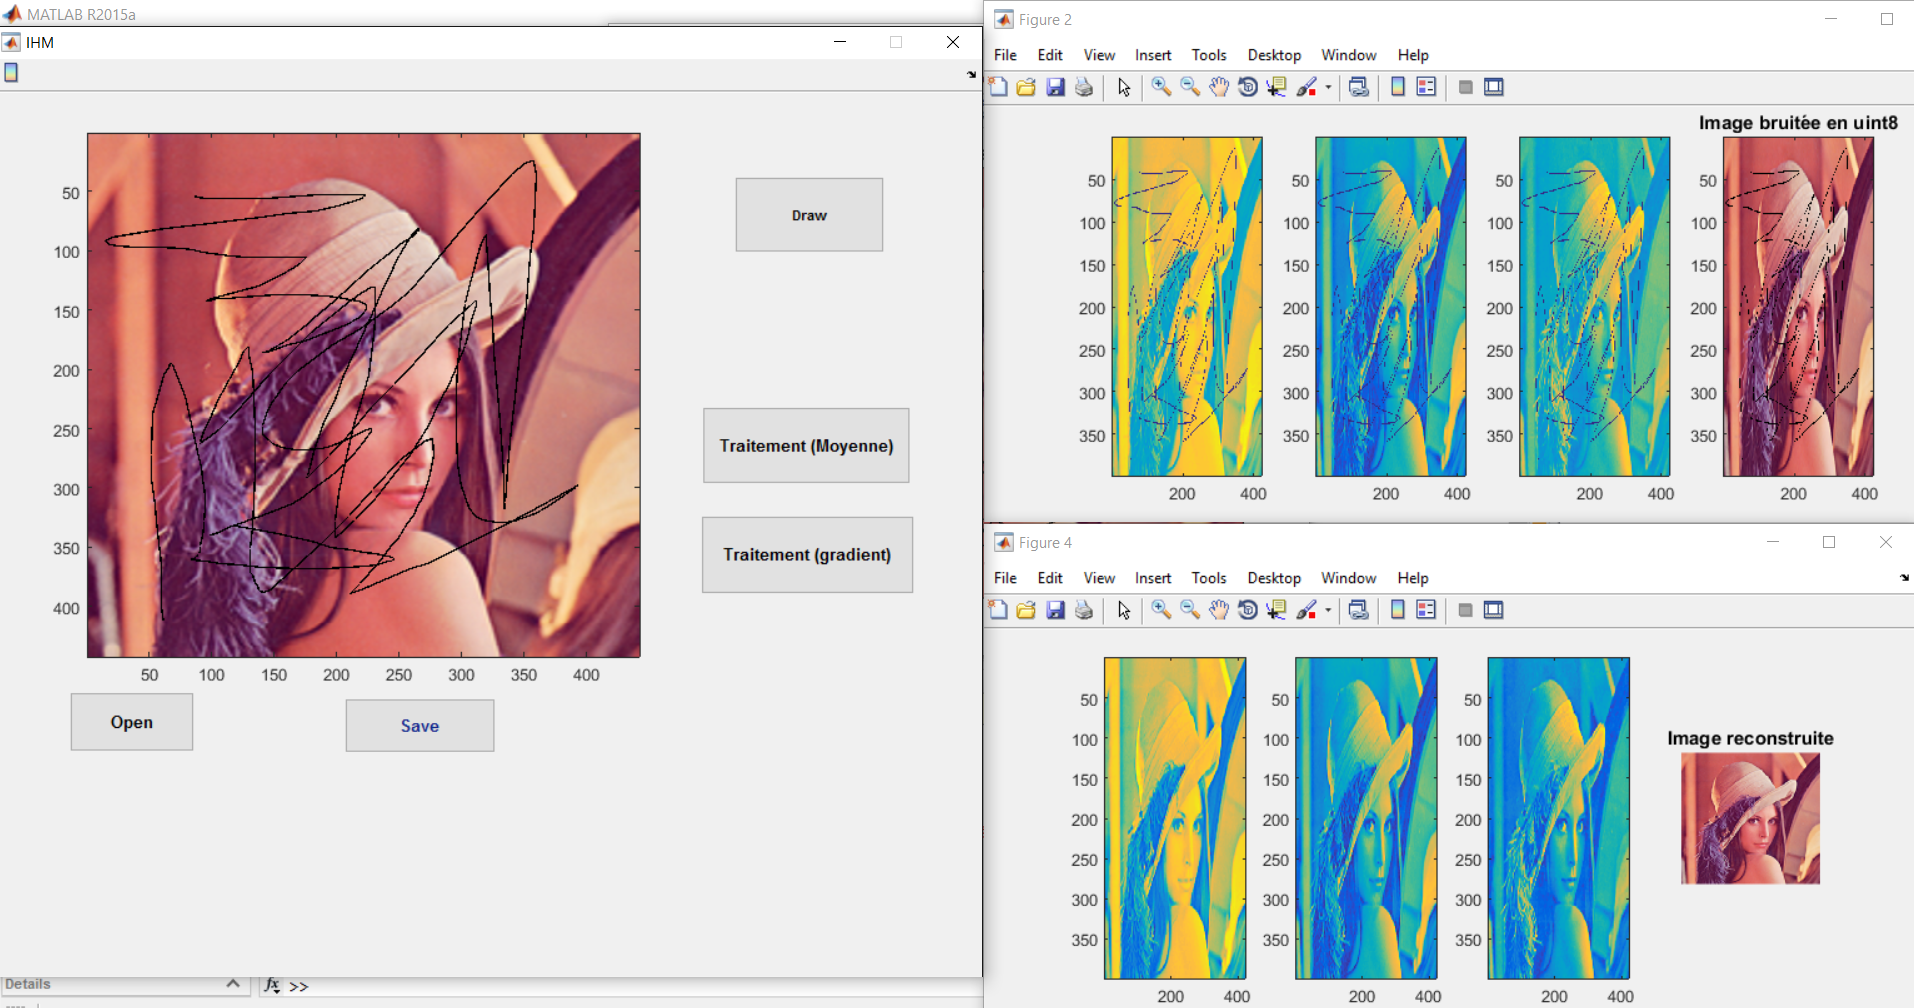 MATLAB R2015a
IHM
50
100
150
200
250
300
350
400
50 100 150 200 250 300 350 400
Draw
Traitement (Moyenne)
Traitement (gradient)
Open
Save
Details
fx >>
Figure 2
File Edit View Insert Tools Desktop Window Help
Image bruitée en uint8
50 50 50 50
100 100 100 100
150 150 150 150
200 200 200 200
250 250 250 250
300 300 300 300
350 350 350 350
200 400 200 400 200 400 200 400
Figure 4
File Edit View Insert Tools Desktop Window Help
Image reconstruite
50 50 50
100 100 100
150 150 150
200 200 200
250 250 250
300 300 300
350 350 350
200 400 200 400 200 400